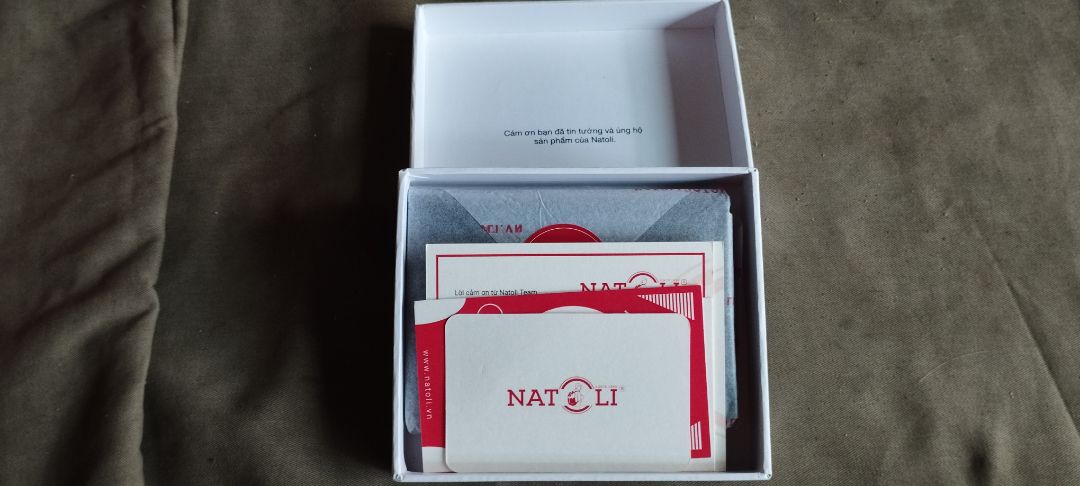 Cảm ơn bạn đã tin tưởng và ủng hộ
sản phẩm của Natoli.
Lời cảm ơn từ Natoli Team
NATOLI
www.natoli.vn
NATOLI®